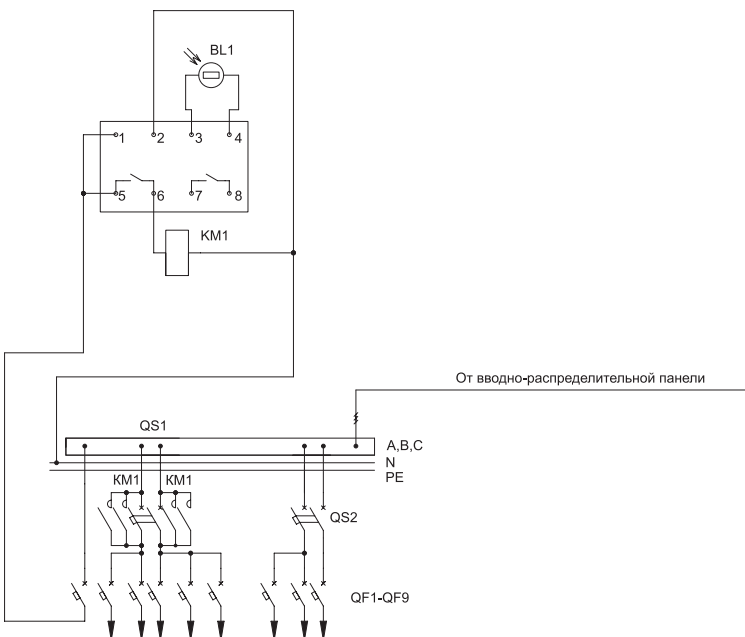 BL1
1 2 3 4
5 6 7 8
KM1
От вводно-распределительной панели
QS1
A,B,C
N
PE
KM1 KM1
QS2
QF1-QF9